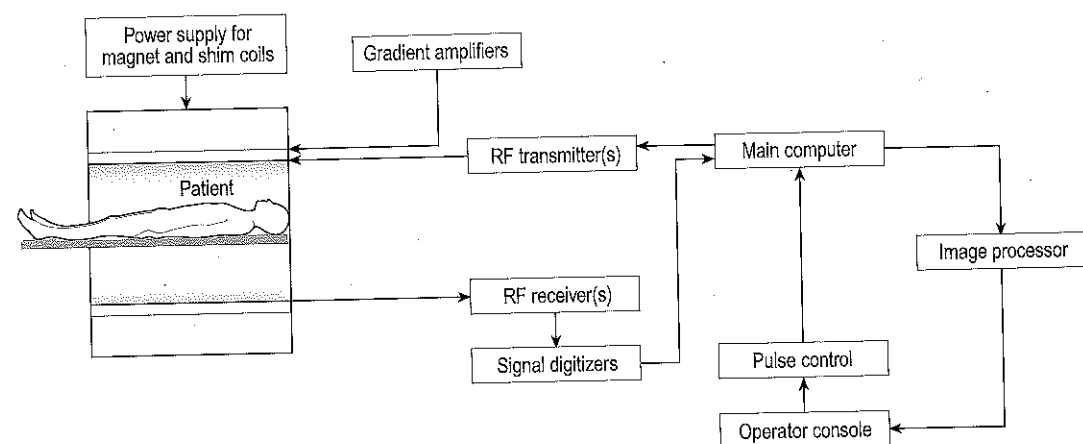 Power supply for
magnet and shim coils
Gradient amplifiers
RF transmitter(s)
Main computer
Patient
Image processor
RF receiver(s)
Signal digitizers
Pulse control
Operator console